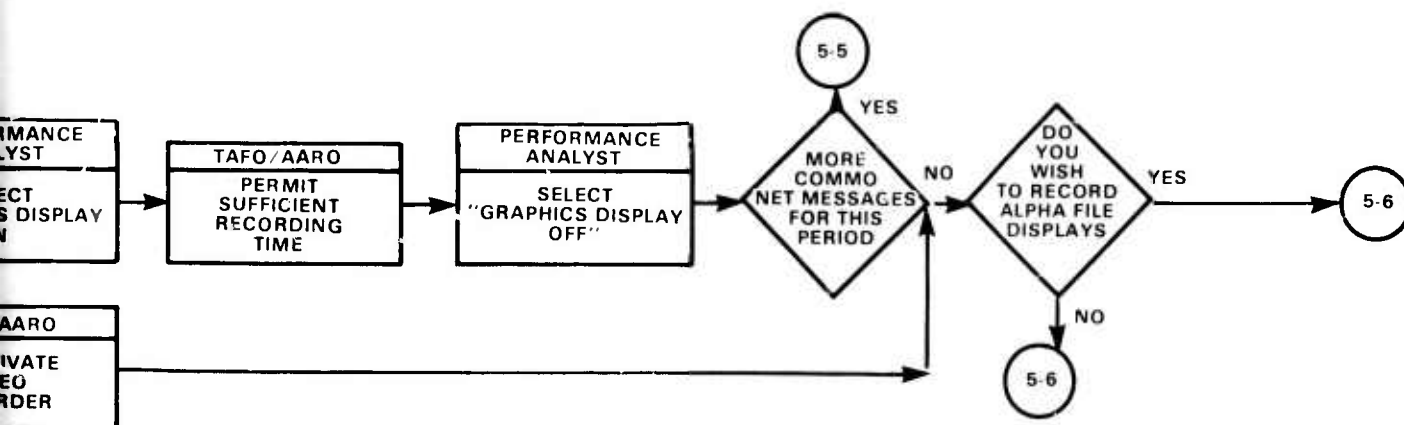 5-5
YES
RMANCE
LYST
ECT
S DISPLAY
N
TAFO/AARO
PERMIT
SUFFICIENT
RECORDING
TIME
PERFORMANCE
ANALYST
SELECT
"GRAPHICS DISPLAY
OFF"
MORE
COMMO
NET MESSAGES
FOR THIS
PERIOD
NO
DO
YOU
WISH
TO RECORD
ALPHA FILE
DISPLAYS
YES
5-6
NO
5-6
AARO
IVATE
EO
RDER